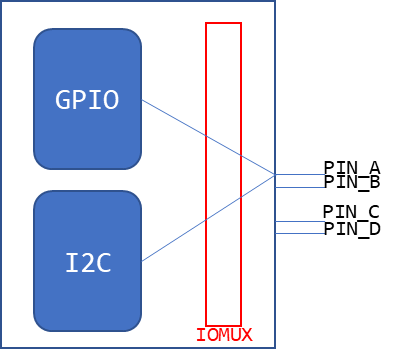 GPIO
I2C
IOMUX
PIN_A
PIN_B
PIN_C
PIN_D